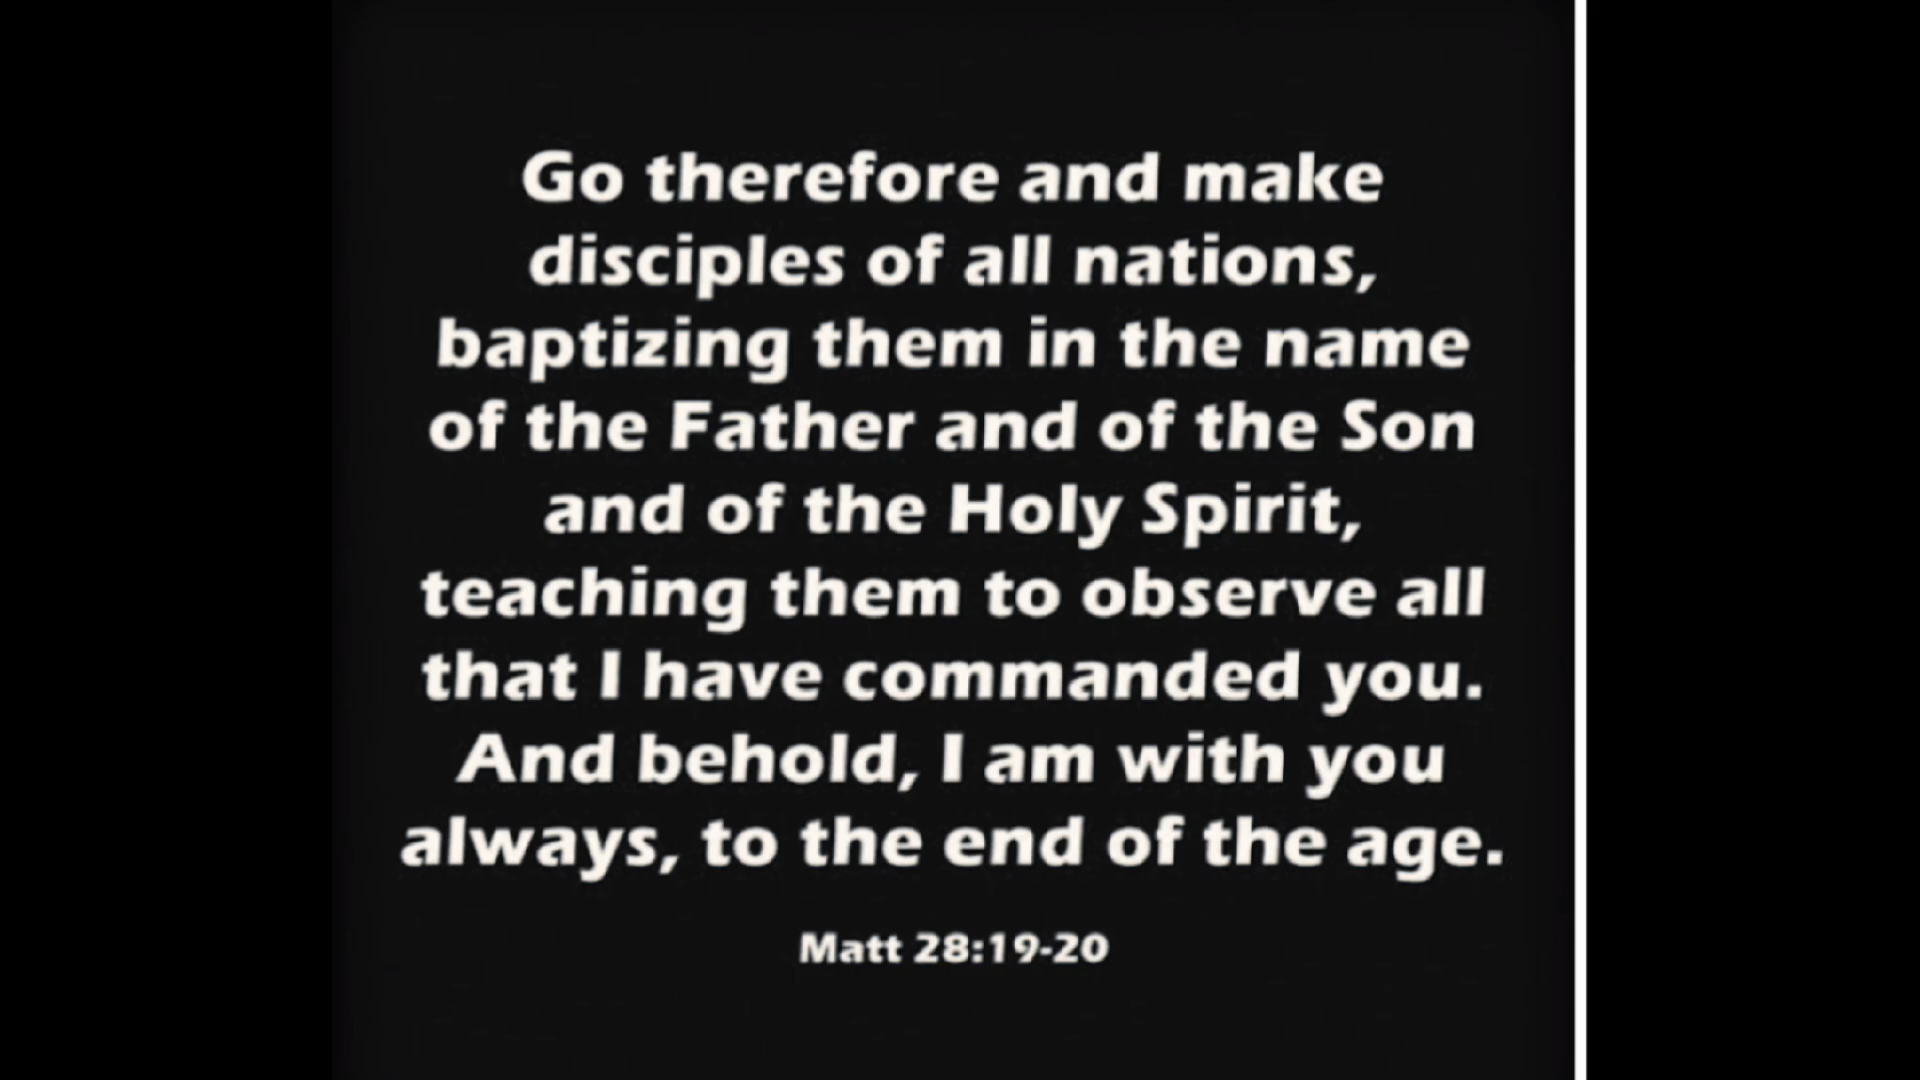 Go therefore and make
disciples of all nations,
baptizing them in the name
of the Father and of the Son
and of the Holy Spirit,
teaching them to observe all
that I have commanded you.
And behold, I am with you
always, to the end of the age.
Matt 28:19-20